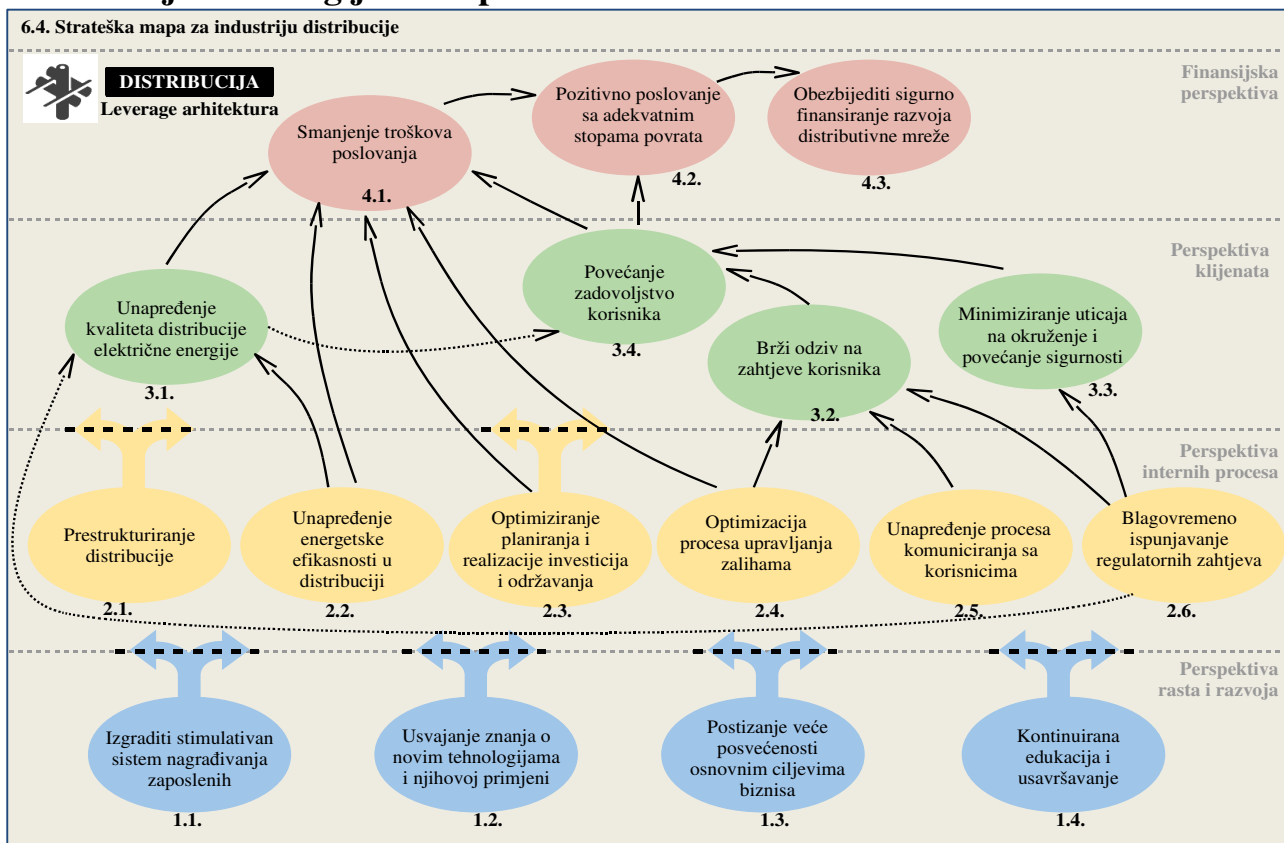 6.4. Strateška mapa za industriju distribucije
Finansijska
perspektiva
DISTRIBUCIJA
Leverage arhitektura
Smanjenje troškova
poslovanja
4.1.
Pozitivno poslovanje
sa adekvatnim
stopama povrata
4.2.
Obezbijediti sigurno
finansiranje razvoja
distributivne mreže
4.3.
Perspektiva
klijenata
Unapređenje
kvaliteta distribucije
električne energije
3.1.
Povećanje
zadovoljstvo
korisnika
3.4.
Brži odziv na
zahtjeve korisnika
3.2.
Minimiziranje uticaja
na okruženje i
povećanje sigurnosti
3.3.
Perspektiva
internih procesa
Prestrukturiranje
distribucije
2.1.
Unapređenje
energetske
efikasnosti u
distribuciji
2.2.
Optimiziranje
planiranja i
realizacije investicija
i održavanja
2.3.
Optimizacija
procesa upravljanja
zalihama
2.4.
Unapređenje procesa
komuniciranja sa
korisnicima
2.5.
Blagovremeno
ispunjavanje
regulatornih zahtjeva
2.6.
Perspektiva
rasta i razvoja
Izgraditi stimulativan
sistem nagrađivanja
zaposlenih
1.1.
Usvajanje znanja o
novim tehnologijama
i njihovoj primjeni
1.2.
Postizanje veće
posvećenosti
osnovnim ciljevima
biznisa
1.3.
Kontinuirana
edukacija i
usavršavanje
1.4.